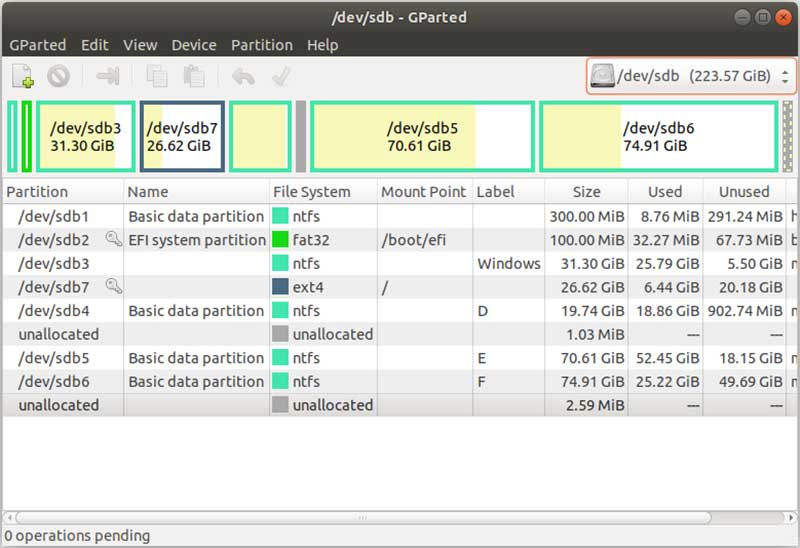 /dev/sdb - GParted
GParted Edit View Device Partition Help
/dev/sdb (223.57 GiB)
/dev/sdb3 /dev/sdb7 /dev/sdb5 /dev/sdb6
31.30 GiB 26.62 GiB 70.61 GiB 74.91 GiB
Partition Name File System Mount Point Label Size Used Unused
/dev/sdb1 Basic data partition ntfs 300.00 MiB 8.76 MiB 291.24 MiB h
/dev/sdb2 EFI system partition fat32 /boot/efi 100.00 MiB 32.27 MiB 67.73 MiB b
/dev/sdb3 ntfs Windows 31.30 GiB 25.79 GiB 5.50 GiB
/dev/sdb7 ext4 / 26.62 GiB 6.44 GiB 20.18 GiB
/dev/sdb4 Basic data partition ntfs D 19.74 GiB 18.86 GiB 902.74 MiB
unallocated unallocated 1.03 MiB ---- ----
/dev/sdb5 Basic data partition ntfs E 70.61 GiB 52.45 GiB 18.15 GiB
/dev/sdb6 Basic data partition ntfs F 74.91 GiB 25.22 GiB 49.69 GiB
unallocated unallocated 2.59 MiB ---- ----
0 operations pending